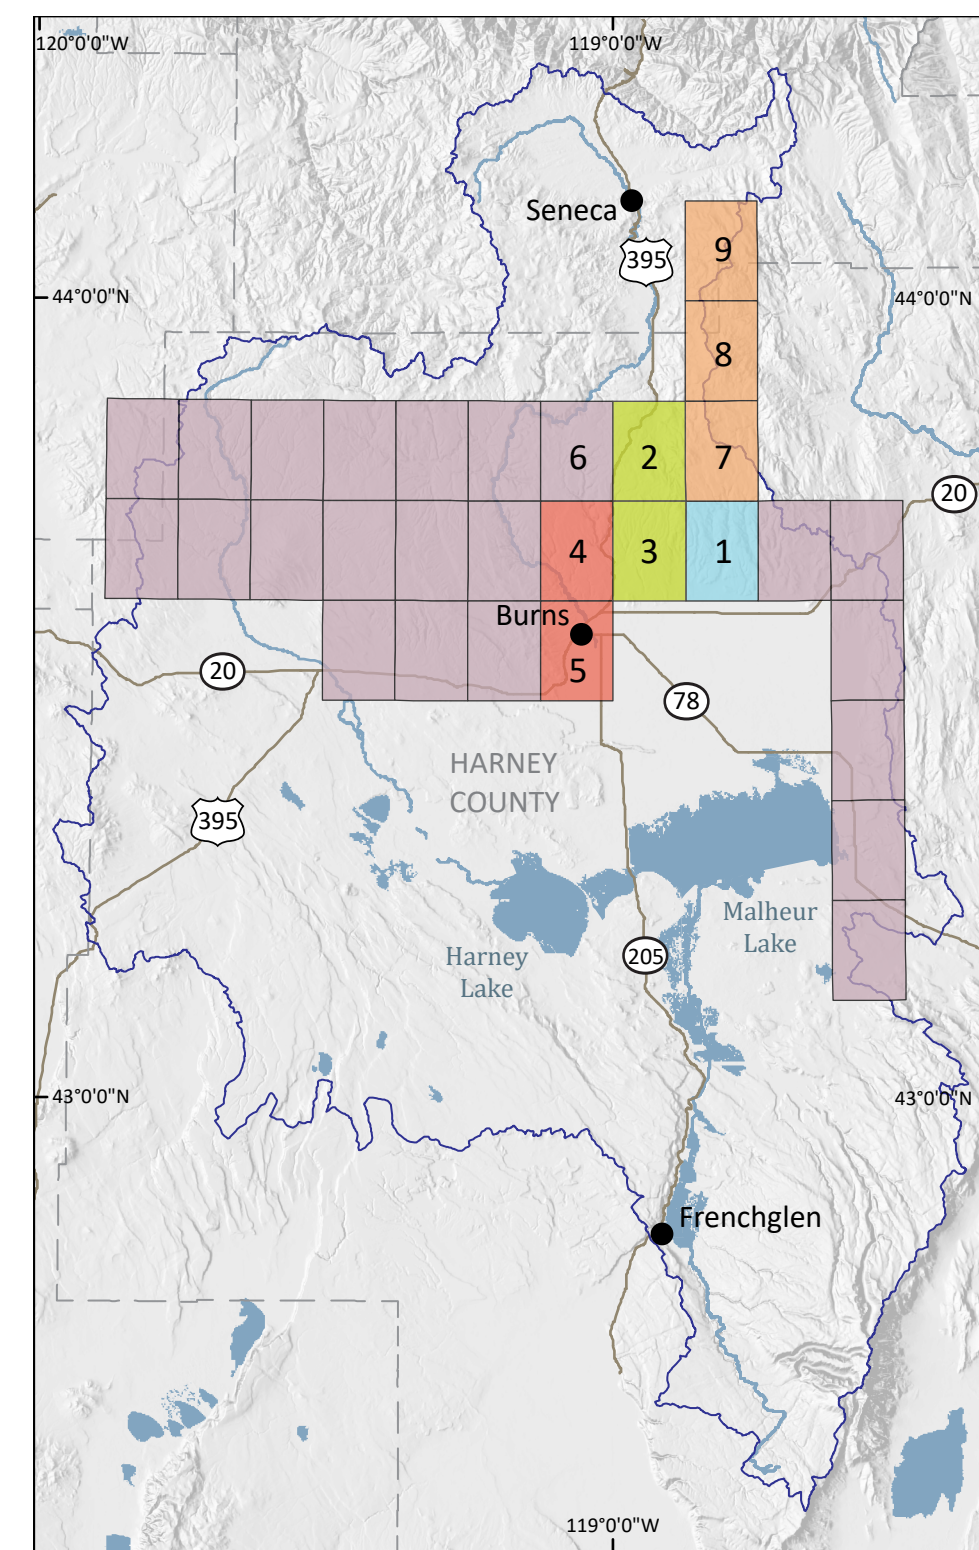 120°0'0"W
119°0'0"W
Seneca
395
9
44°0'0"N
44°0'0"N
8
6
2
7
20
4
3
1
Burns
5
20
78
HARNEY
COUNTY
395
Malheur
Lake
205
Harney
Lake
43°0'0"N
43°0'0"N
Frenchglen
119°0'0"W